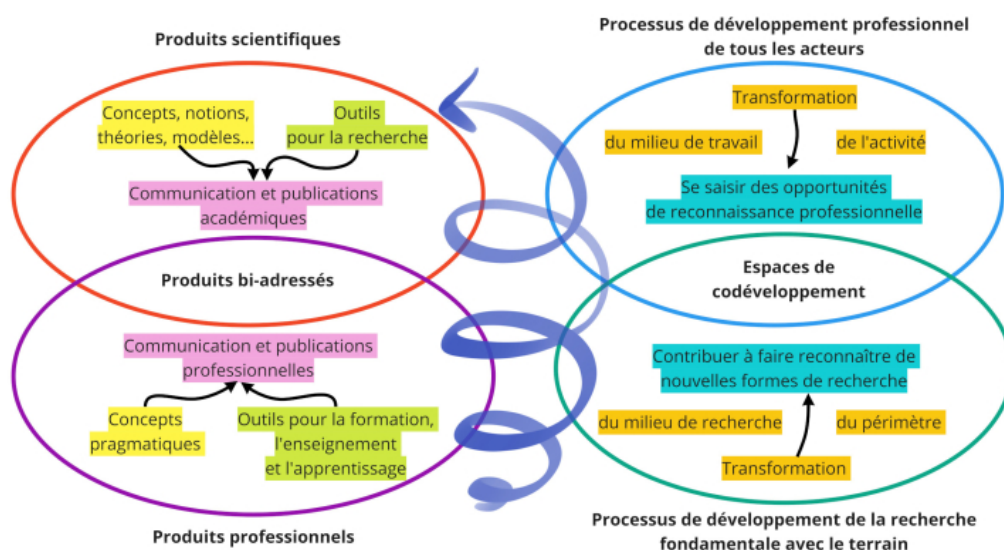 Produits scientifiques
Concepts, notions,
théories, modèles...
Outils
pour la recherche
Communication et publications
académiques
Produits bi-adressés
Communication et publications
professionnelles
Concepts
pragmatiques
Outils pour la formation,
l'enseignement
et l'apprentissage
Produits professionnels
Processus de développement professionnel
de tous les acteurs
Transformation
du milieu de travail
de l'activité
Se saisir des opportunités
de reconnaissance professionnelle
Espaces de
codéveloppement
Contribuer à faire reconnaître de
nouvelles formes de recherche
du milieu de recherche
du périmètre
Transformation
Processus de développement de la recherche
fondamentale avec le terrain